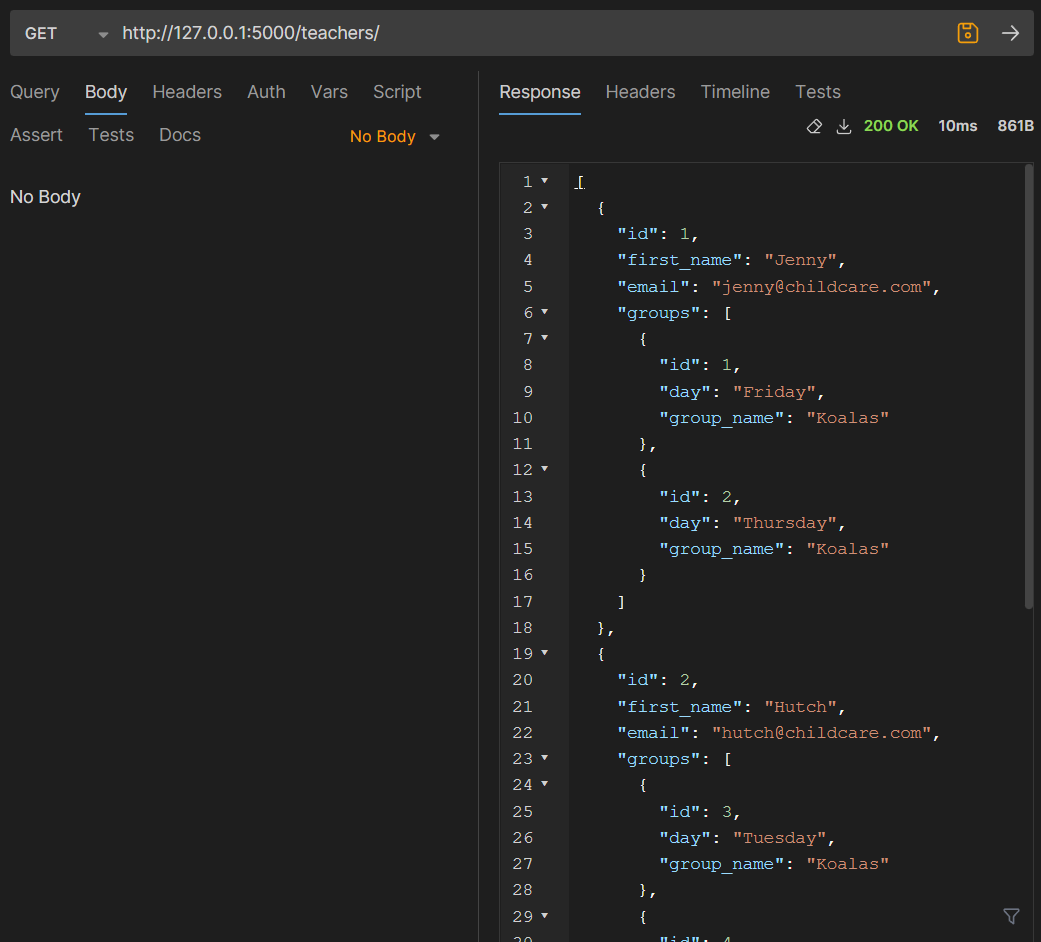 GET http://127.0.0.1:5000/teachers/
Query Body Headers Auth Vars Script
Assert Tests Docs No Body
No Body
Response Headers Timeline Tests
200 OK 10ms 861B
1 [
2 {
3 "id": 1,
4 "first_name": "Jenny",
5 "email": "jenny@childcare.com",
6 "groups": [
7 {
8 "id": 1,
9 "day": "Friday",
10 "group_name": "Koalas"
11 },
12 {
13 "id": 2,
14 "day": "Thursday",
15 "group_name": "Koalas"
16 }
17 ]
18 },
19 {
20 "id": 2,
21 "first_name": "Hutch",
22 "email": "hutch@childcare.com",
23 "groups": [
24 {
25 "id": 3,
26 "day": "Tuesday",
27 "group_name": "Koalas"
28 },
29 {
30 "id": 4